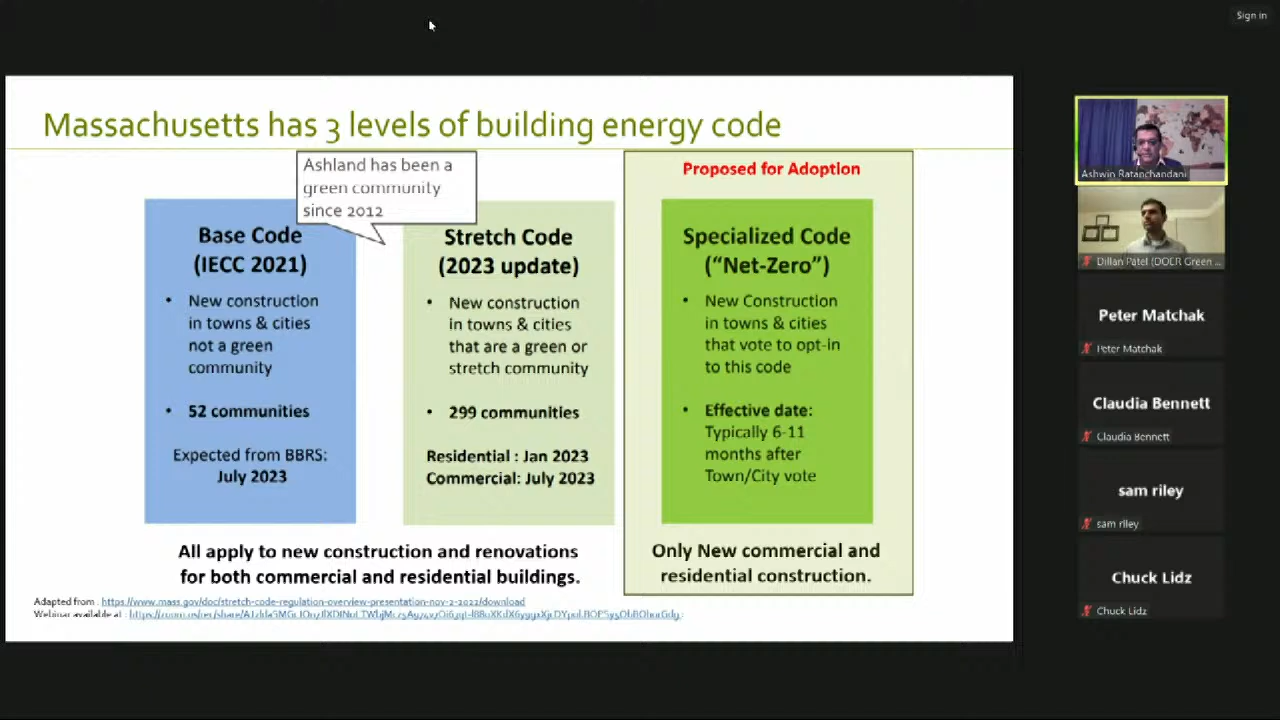 Sign in
Massachusetts has 3 levels of building energy code
Ashland has been a
green community
since 2012
Base Code
(IECC 2021)
• New construction
in towns & cities
not a green
community
• 52 communities
Expected from BBRS:
July 2023
Stretch Code
(2023 update)
• New construction
in towns & cities
that are a green or
stretch community
• 299 communities
Residential : Jan 2023
Commercial: July 2023
All apply to new construction and renovations
for both commercial and residential buildings.
Proposed for Adoption
Specialized Code
(“Net-Zero”)
• New Construction
in towns & cities
that vote to opt-in
to this code
• Effective date:
Typically 6-11
months after
Town/City vote
Only New commercial and
residential construction.
Adapted from : https://www.mass.gov/doc/stretch-code-regulation-overview-presentation-nov-2-2022/download
Webinar available at :
Ashwin Ratanchandani
Dillan Patel (DOER Green ...
Peter Matchak
Peter Matchak
Claudia Bennett
Claudia Bennett
sam riley
sam riley
Chuck Lidz
Chuck Lidz